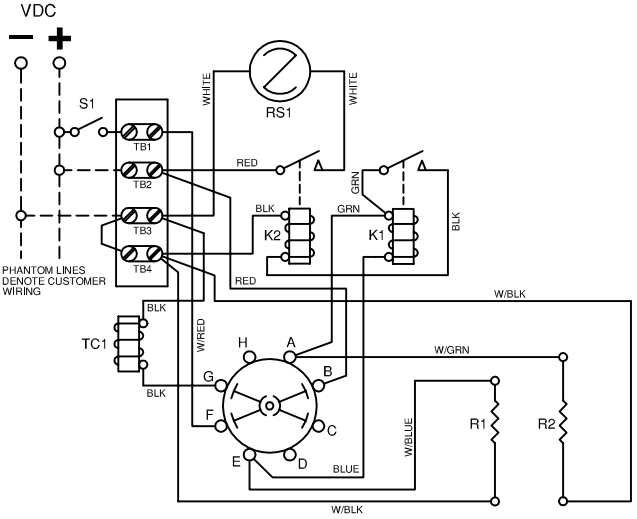 VDC
S1
WHITE
WHITE
RS1
TB1
TB2
TB3
TB4
RED
GRN
BLK
BLK
GRN
K2
K1
RED
PHANTOM LINES
DENOTE CUSTOMER
WIRING
W/BLK
BLK
W/RED
TC1
H
A
W/GRN
G
B
BLK
F
C
R1
R2
W/BLUE
E
D
BLUE
W/BLK